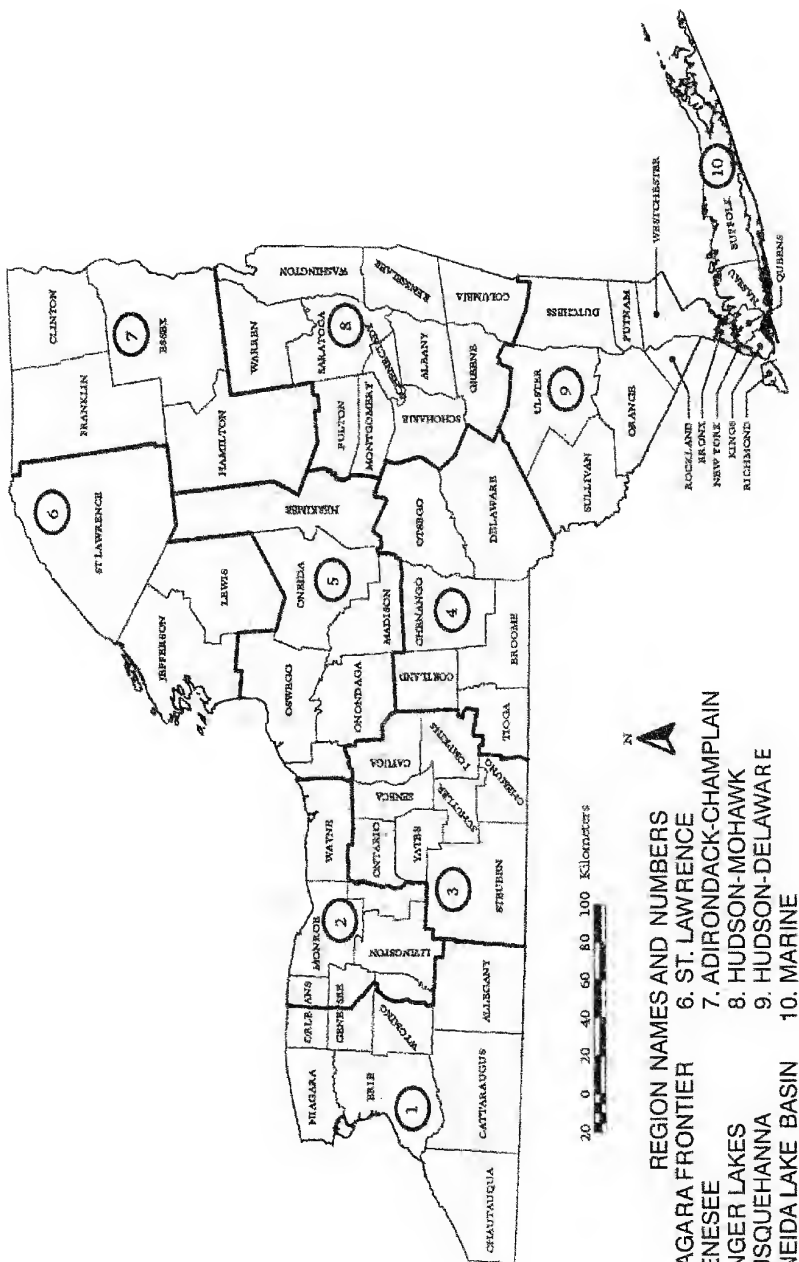 CLINTON
FRANKLIN
7
ESSEX
6
ST LAWRENCE
JEFFERSON
LEWIS
HAMILTON
HERKIMER
WARREN
WASHINGTON
SARATOGA
8
FULTON
MONTGOMERY
SCHENECTADY
RENSSELAER
ALBANY
SCHOHARIE
GREENE
COLUMBIA
ONEIDA
5
OSWEGO
ONONDAGA
MADISON
OTSEGO
CHENANGO
4
CORTLAND
DELAWARE
BROOME
TIOGA
NIAGARA
ORLEANS
MONROE
2
WAYNE
GENESEE
ERIE
1
WYOMING
LIVINGSTON
ONTARIO
SENECA
CAYUGA
YATES
TOMPKINS
SCHUYLER
3
STEUBEN
CHEMUNG
CHAUTAUQUA
CATTARAUGUS
ALLEGANY
ULSTER
9
DUTCHESS
SULLIVAN
ORANGE
PUTNAM
WESTCHESTER
ROCKLAND
BRONX
NEW YORK
KINGS
RICHMOND
10
SUFFOLK
NASSAU
QUEENS
N
20 0 20 40 60 80 100 Kilometers
REGION NAMES AND NUMBERS
AGARA FRONTIER 6. ST. LAWRENCE
ENESEE 7. ADIRONDACK-CHAMPLAIN
NGER LAKES 8. HUDSON-MOHAWK
ISQUEHANNA 9. HUDSON-DELAWARE
NEIDA LAKE BASIN 10. MARINE